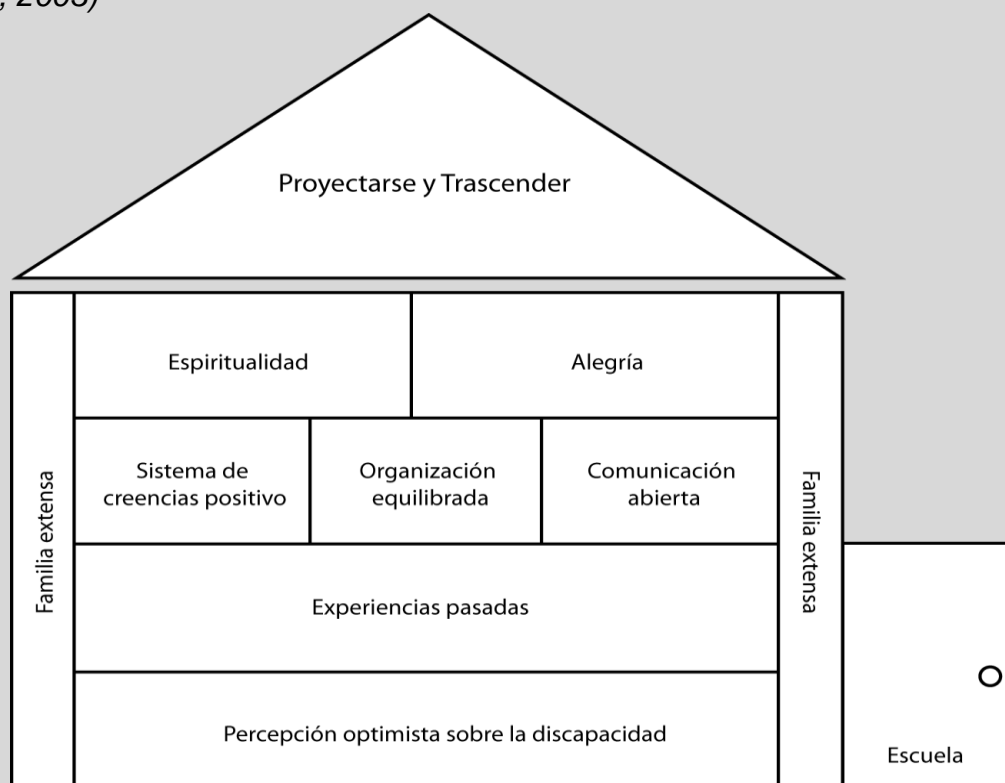 2008)
Proyectarse y Trascender
Espiritualidad
Alegría
Sistema de
creencias positivo
Organización
equilibrada
Comunicación
abierta
Familia extensa
Familia extensa
Experiencias pasadas
Percepción optimista sobre la discapacidad
Escuela